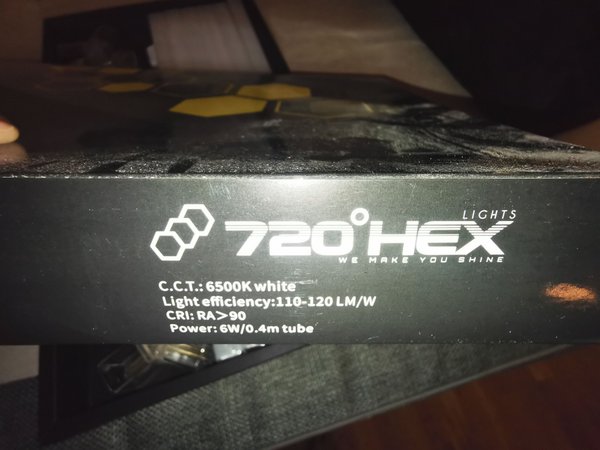 LIGHTS
720°HEX
WE MAKE YOU SHINE
C.C.T.: 6500K white
Light efficiency:110-120 LM/W
CRI: RA>90
Power: 6W/0.4m tube